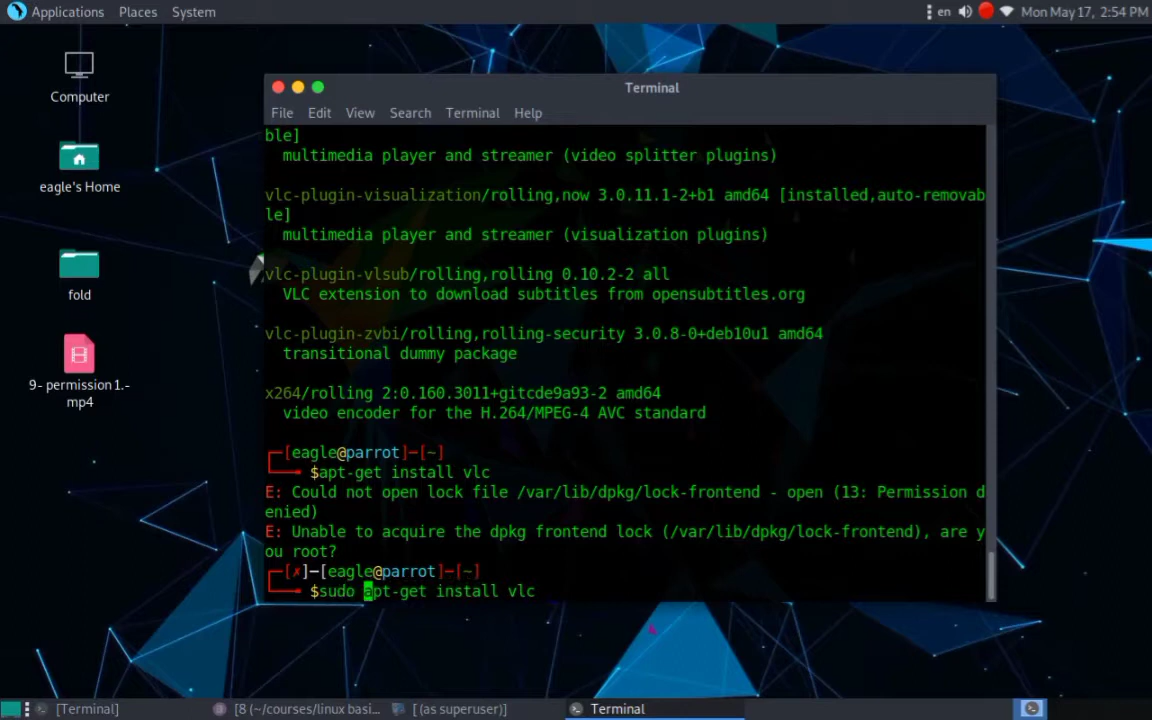 Applications Places System en Mon May 17, 2:54 PM
Computer
eagle's Home
fold
9- permission 1.-
mp4
Terminal
File Edit View Search Terminal Help
ble]
multimedia player and streamer (video splitter plugins)
vlc-plugin-visualization/rolling,now 3.0.11.1-2+b1 amd64 [installed,auto-removab
le]
multimedia player and streamer (visualization plugins)
vlc-plugin-vlsub/rolling,rolling 0.10.2-2 all
VLC extension to download subtitles from opensubtitles.org
vlc-plugin-zvbi/rolling,rolling-security 3.0.8-0+deb10u1 amd64
transitional dummy package
x264/rolling 2:0.160.3011+gitcde9a93-2 amd64
video encoder for the H.264/MPEG-4 AVC standard
┌─[eagle@parrot]─[~]
└──╼ $apt-get install vlc
E: Could not open lock file /var/lib/dpkg/lock-frontend - open (13: Permission d
enied)
E: Unable to acquire the dpkg frontend lock (/var/lib/dpkg/lock-frontend), are y
ou root?
┌─[✗]─[eagle@parrot]─[~]
└──╼ $sudo apt-get install vlc
[Terminal] [8 (~/courses/linux basi... [ (as superuser)] Terminal